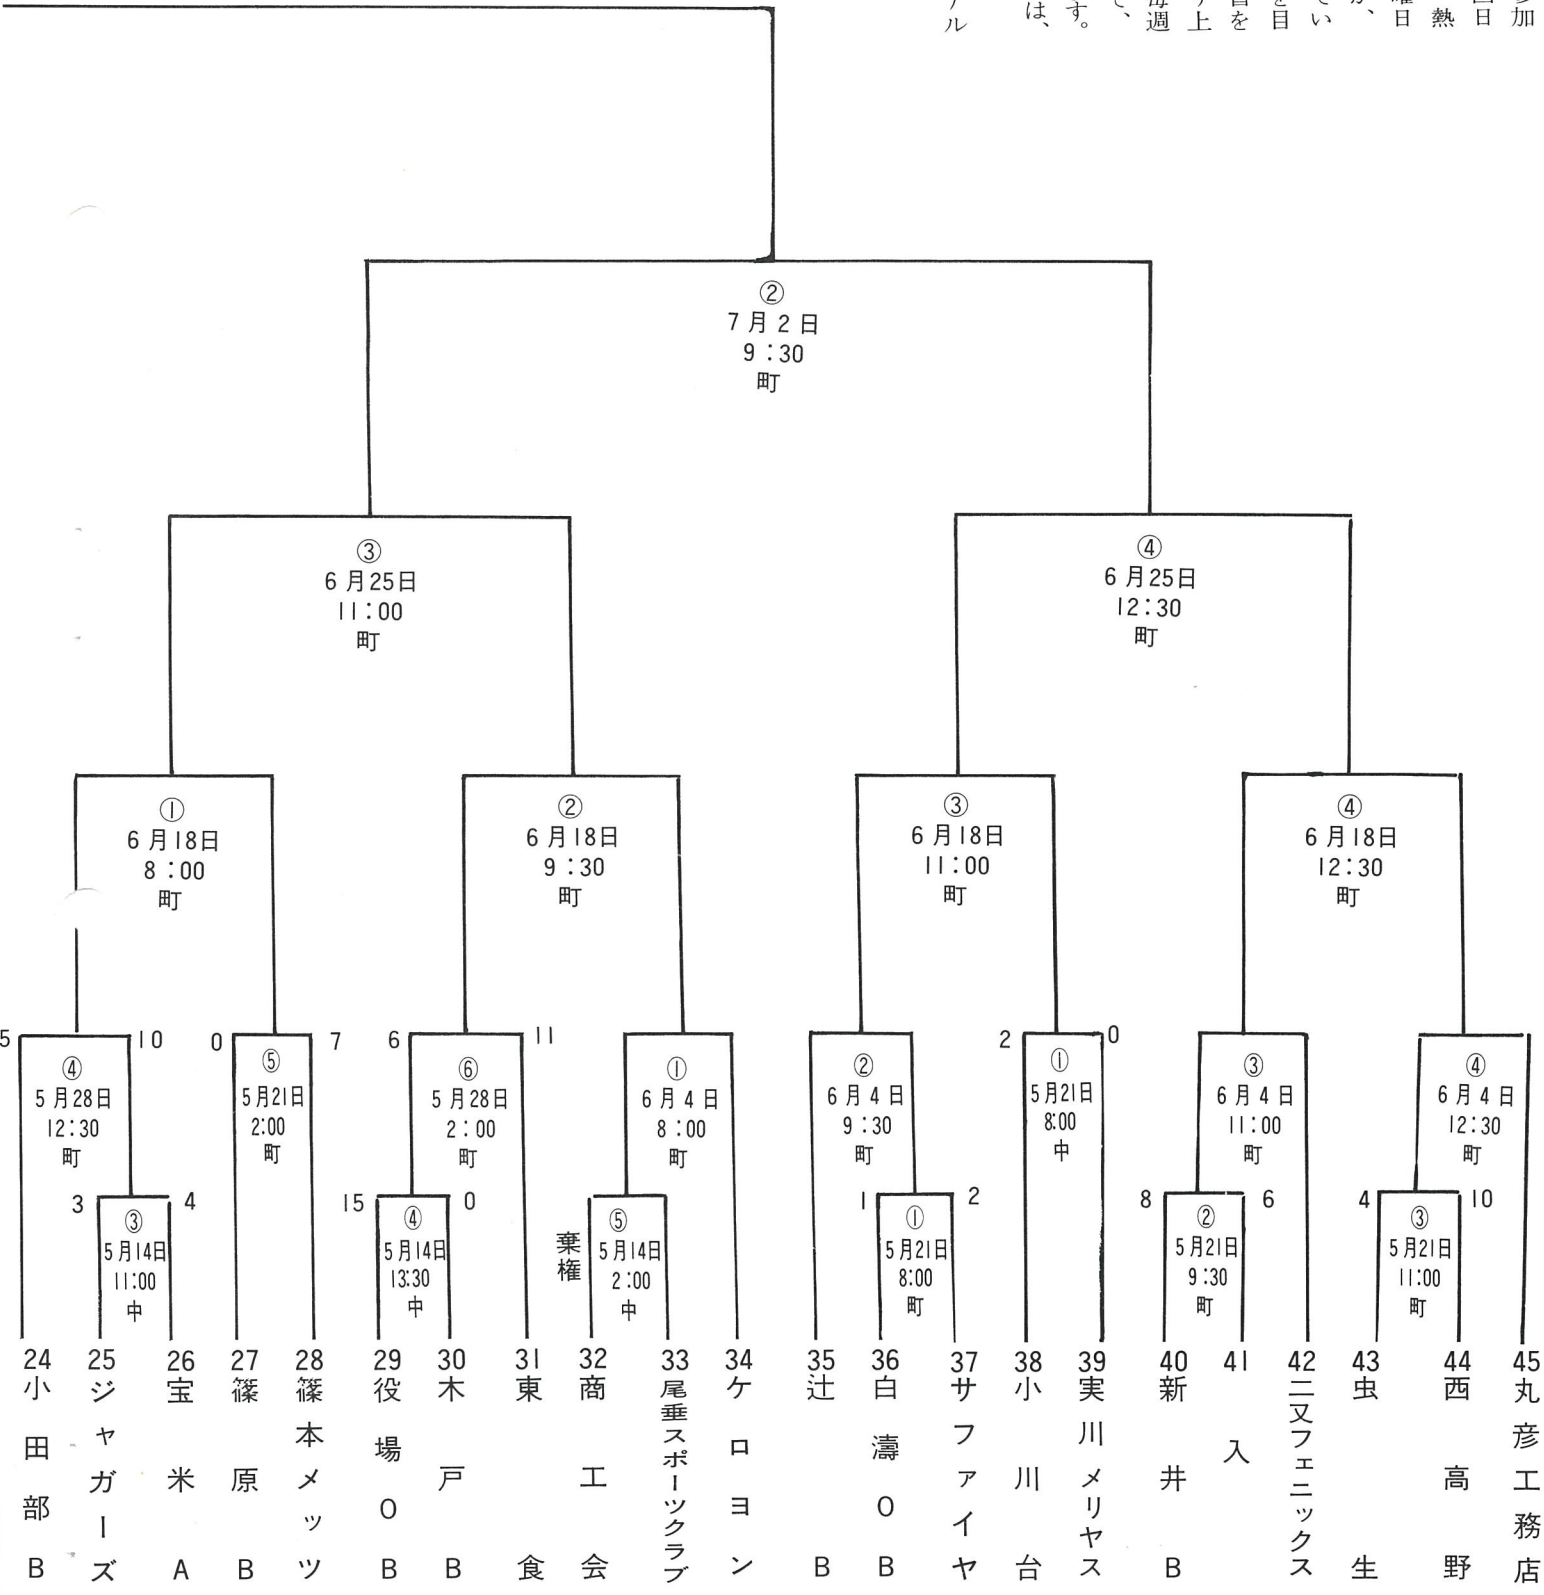 ②
7月2日
9:30
町
③
6月25日
11:00
町
④
6月25日
12:30
町
①
6月18日
8:00
町
②
6月18日
9:30
町
③
6月18日
11:00
町
④
6月18日
12:30
町
5 10
④
5月28日
12:30
町
0 7
⑤
5月21日
2:00
町
6 11
⑥
5月28日
2:00
町
①
6月4日
8:00
町
②
6月4日
9:30
町
2 0
①
5月21日
8:00
中
③
6月4日
11:00
町
④
6月4日
12:30
町
3 4
③
5月14日
11:00
中
15 0
④
5月14日
13:30
中
棄権
⑤
5月14日
2:00
中
1 2
①
5月21日
8:00
町
8 6
②
5月21日
9:30
町
4 10
③
5月21日
11:00
町
24 小田部B
25 ジャガーズ
26 宝米A
27 篠原B
28 篠本メッツ
29 役場OB
30 木戸B
31 東食
32 商工会
33 尾垂スポーツクラブ
34 ケロヨン
35 辻B
36 白濤OB
37 サファイヤ
38 小川台
39 実川メリヤス
40 新井B
41 入
42 二又フェニックス
43 虫生
44 西高野
45 丸彦工務店